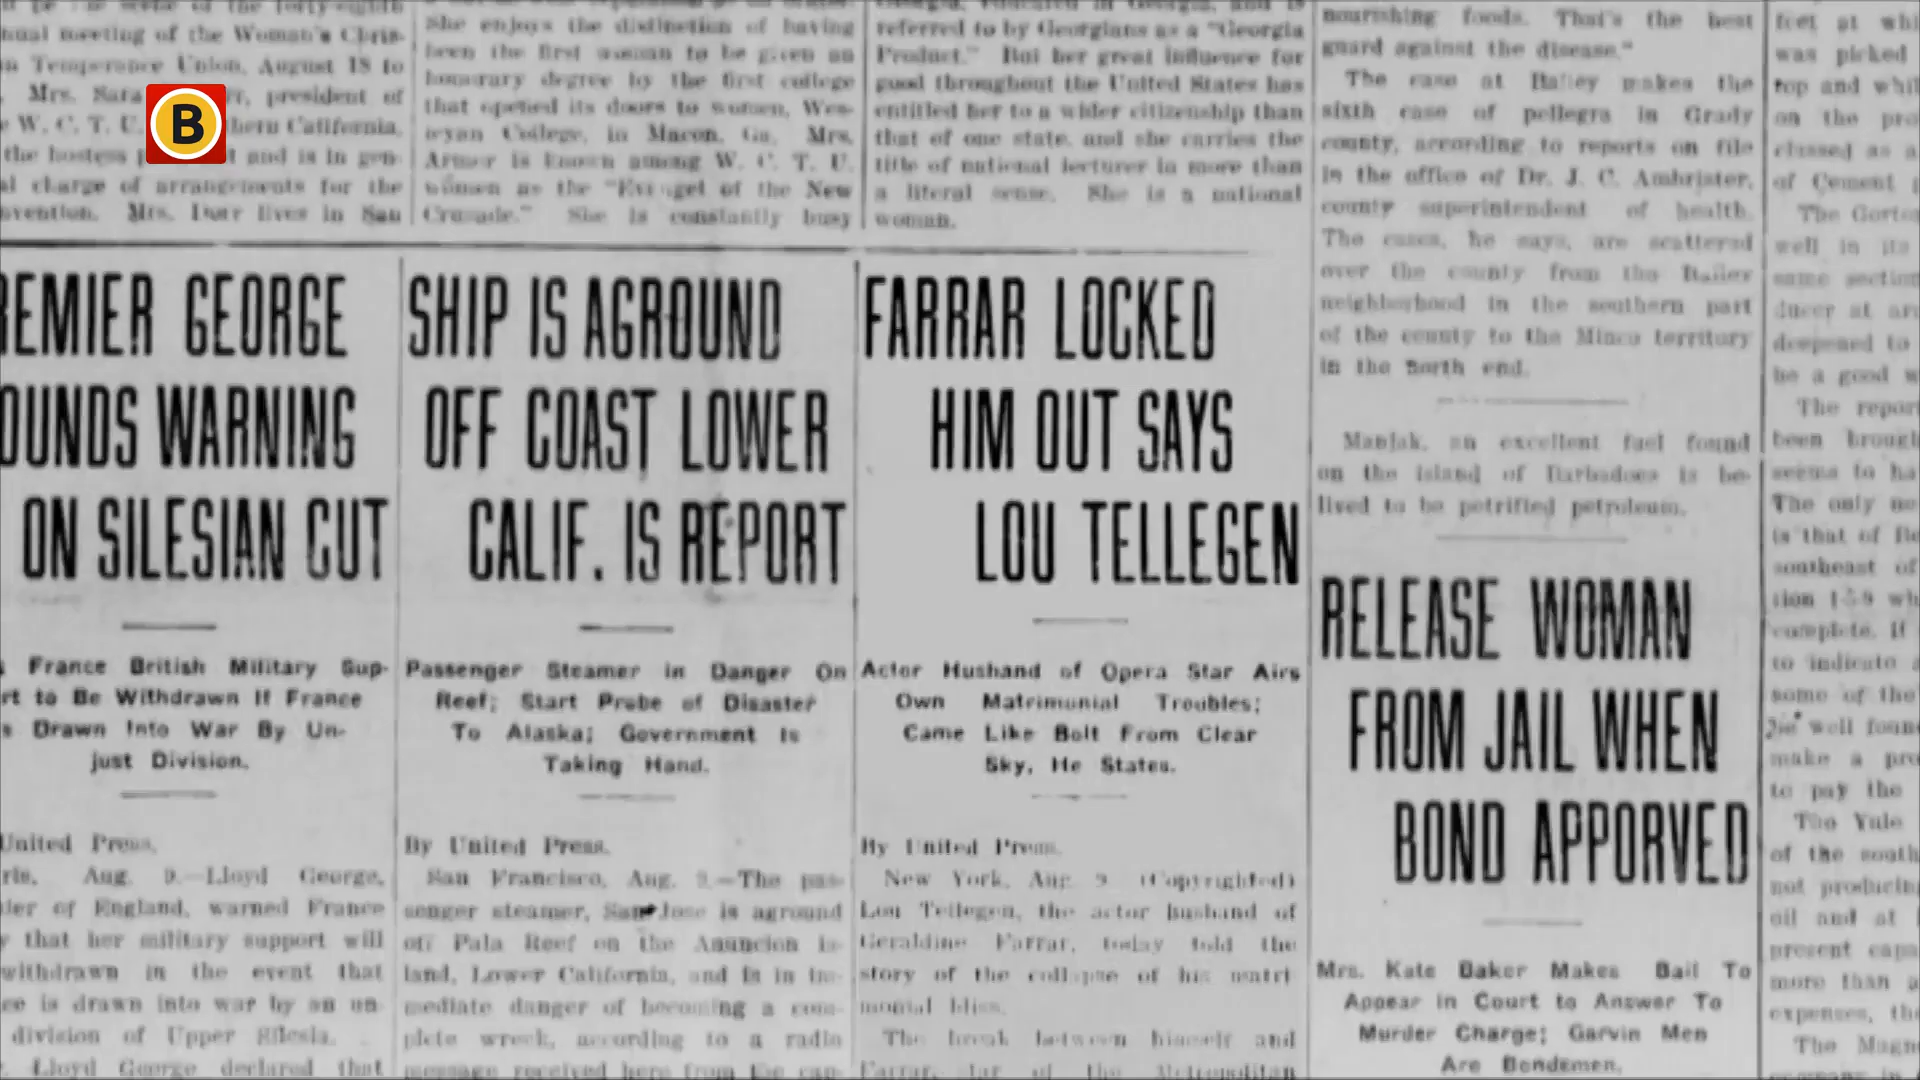 nual meeting of the Woman's Chris-
n Temperance Union, August 18 to
Mrs. Sara president of
W. C. T. U. California,
the hostess and is in gen-
al charge of arrangements for the
vention. Mrs. Dorr lives in San
She enjoys the distinction of having
been the first woman to be given an
honorary degree by the first college
that opened its doors to women, Wes-
leyan College, in Macon, Ga. Mrs.
Armor is known among W. C. T. U.
women as the of the New
Crusade." She is constantly busy
referred to by Georgians as a "Georgia
Product." But her great influence for
good throughout the United States has
entitled her to a wider citizenship than
that of one state, and she carries the
title of national lecturer in more than
a literal sense. She is a national
woman.
B
EMIER GEORGE
OUNDS WARNING
ON SILESIAN CUT
France British Military Sup-
rt to Be Withdrawn If France
s Drawn Into War By Un-
just Division.
United Press.
ris, Aug. 9.—Lloyd George,
ier of England, warned France
y that her military support will
withdrawn in the event that
ce is drawn into war by an un-
division of Upper Silesia.
Lloyd George declared that
SHIP IS AGROUND
OFF COAST LOWER
CALIF. IS REPORT
Passenger Steamer in Danger On
Reef; Start Probe of Disaster
To Alaska; Government Is
Taking Hand.
By United Press.
San Francisco, Aug. 9.—The pas-
senger steamer, San Jose is aground
off Pala Reef on the Asuncion is-
land, Lower California, and is in im-
mediate danger of becoming a com-
plete wreck, according to a radio
message received here from the cap-
FARRAR LOCKED
HIM OUT SAYS
LOU TELLEGEN
Actor Husband of Opera Star Airs
Own Matrimunial Troubles;
Came Like Bolt From Clear
Sky, He States.
By United Press.
New York, Aug. 9 (Copyrighted)
Lou Tellegen, the actor husband of
Geraldine Farrar, today told the
story of the collapse of his matri
monial bliss.
The break between himself and
Farrar, star of the Metropolitan
nourishing foods. That's the best
guard against the disease."
The case at Bailey makes the
sixth case of pellegra in Grady
county, according to reports on file
in the office of Dr. J. C. Ambrister,
county superintendent of health.
The cases, he says, are scattered
over the county from the Bailey
neighborhood in the southern part
of the county to the Minco territory
in the north end.
Manjak, an excellent fuel found
on the island of Barbadoes is be-
lived to be petrified petroleum.
RELEASE WOMAN
FROM JAIL WHEN
BOND APPORVED
Mrs. Kate Baker Makes Bail To
Appear in Court to Answer To
Murder Charge; Garvin Men
Are Bondsmen.
feet at whi
was picked
top and whil
on the pro
classed as a
of Cement
The Gorto
well in its
same section
ducer at
deepened to
be a good w
The report
been brough
seems to ha
The only
is that of
southeast of
tion wh
complete. If
to indicate
some of the
well foun
make a pro
to pay the
The Yule
of the south
not producin
oil and at
present capa
more than a
expenses, the
The Magn